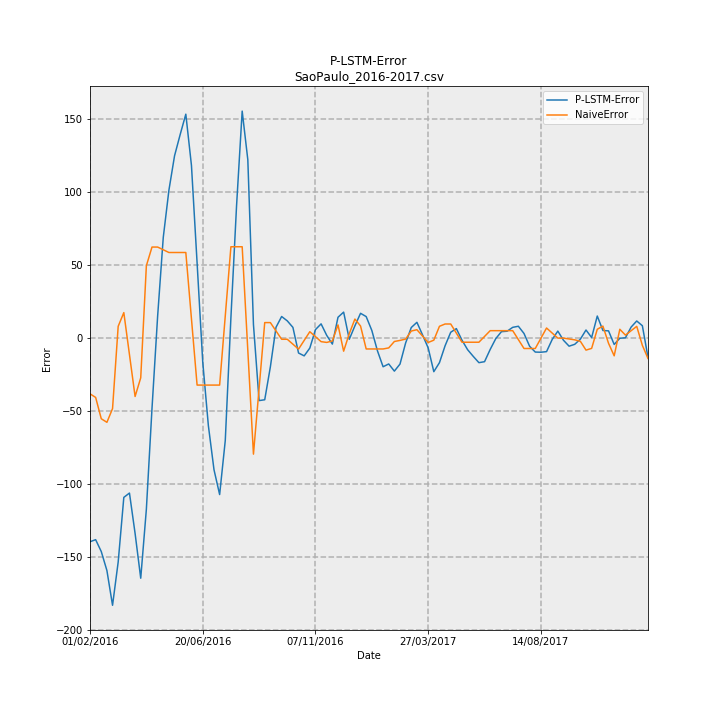 P-LSTM-Error
SaoPaulo_2016-2017.csv
P-LSTM-Error
NaiveError
150
100
50
0
−50
−100
−150
−200
Error
01/02/2016 20/06/2016 07/11/2016 27/03/2017 14/08/2017
Date